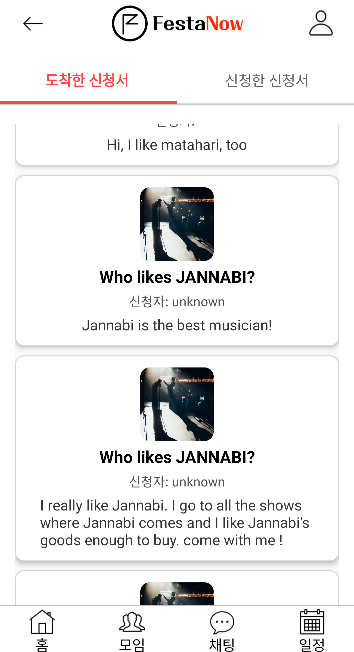 FestaNow
도착한 신청서
신청한 신청서
Hi, I like matahari, too
Who likes JANNABI?
신청자: unknown
Jannabi is the best musician!
Who likes JANNABI?
신청자: unknown
I really like Jannabi. I go to all the shows
where Jannabi comes and I like Jannabi's
goods enough to buy. come with me !
홈
모임
채팅
일정